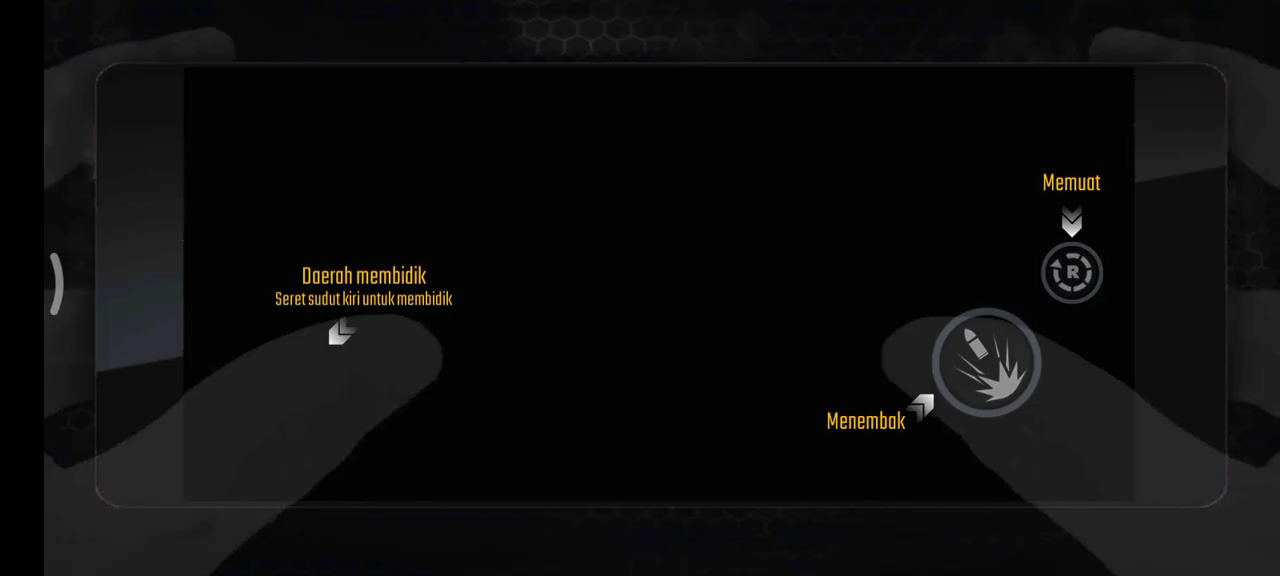 Memuat
R
Daerah membidik
Seret sudut kiri untuk membidik
Menembak